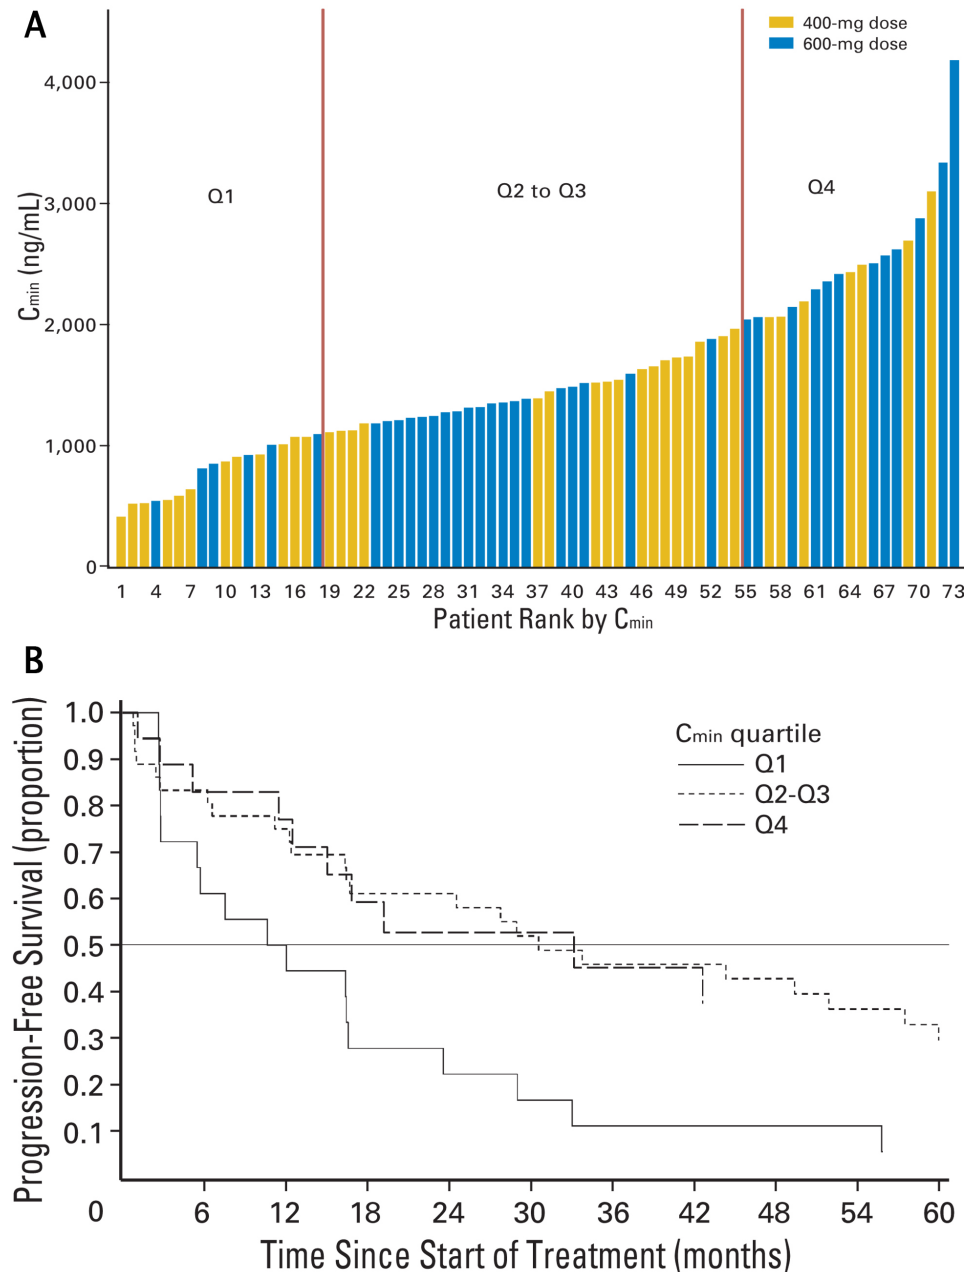 A
400-mg dose
600-mg dose
4,000
3,000
2,000
1,000
0
Cmin (ng/mL)
Q1
Q2 to Q3
Q4
1 4 7 10 13 16 19 22 25 28 31 34 37 40 43 46 49 52 55 58 61 64 67 70 73
Patient Rank by Cmin
B
Progression-Free Survival (proportion)
1.0
0.9
0.8
0.7
0.6
0.5
0.4
0.3
0.2
0.1
0
Cmin quartile
Q1
Q2-Q3
Q4
6 12 18 24 30 36 42 48 54 60
Time Since Start of Treatment (months)